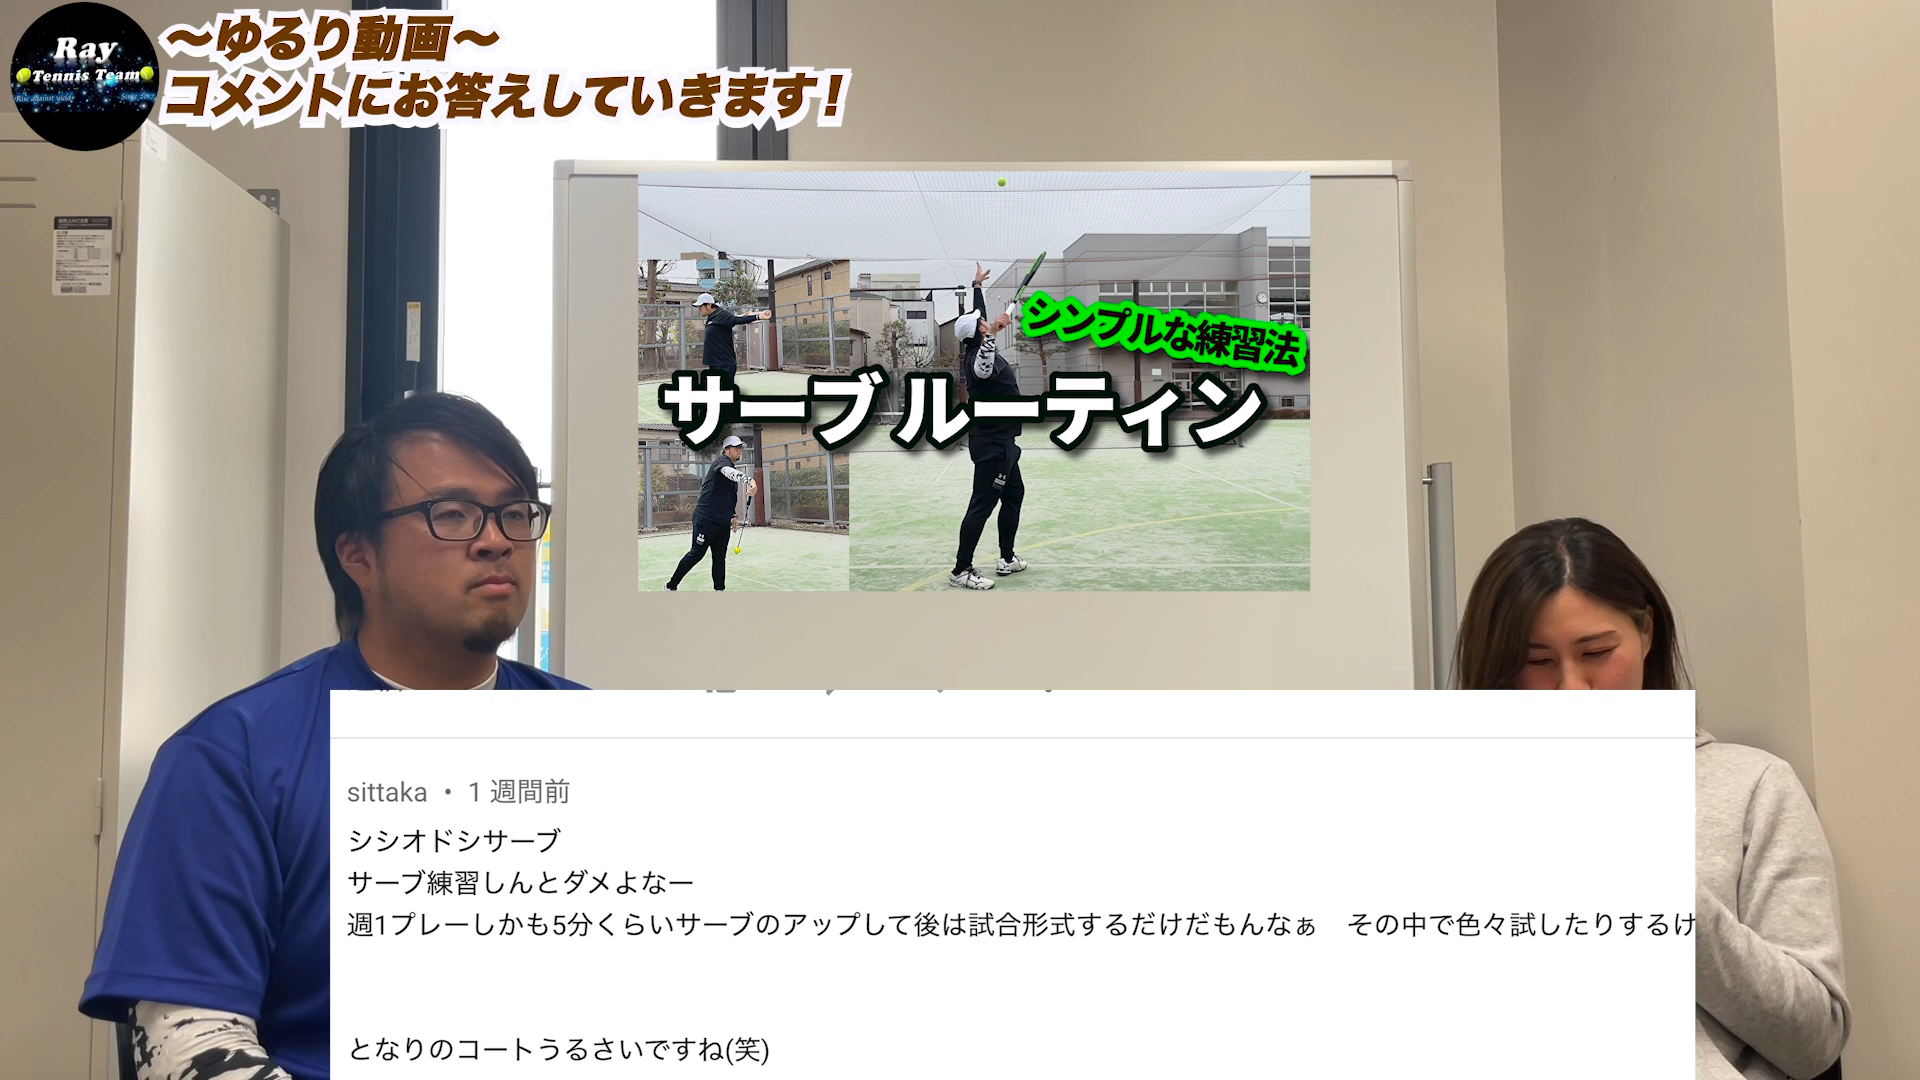 Ray
Tennis Team
Rise against yield
Since 2017
～ゆるり動画～
コメントにお答えしていきます！
シンプルな練習法
サーブ ルーティン
sittaka ・ 1 週間前
シシオドシサーブ
サーブ練習しんとダメよなー
週1プレーしかも5分くらいサーブのアップして後は試合形式するだけだもんなぁ　その中で色々試したりするけ
となりのコートうるさいですね(笑)